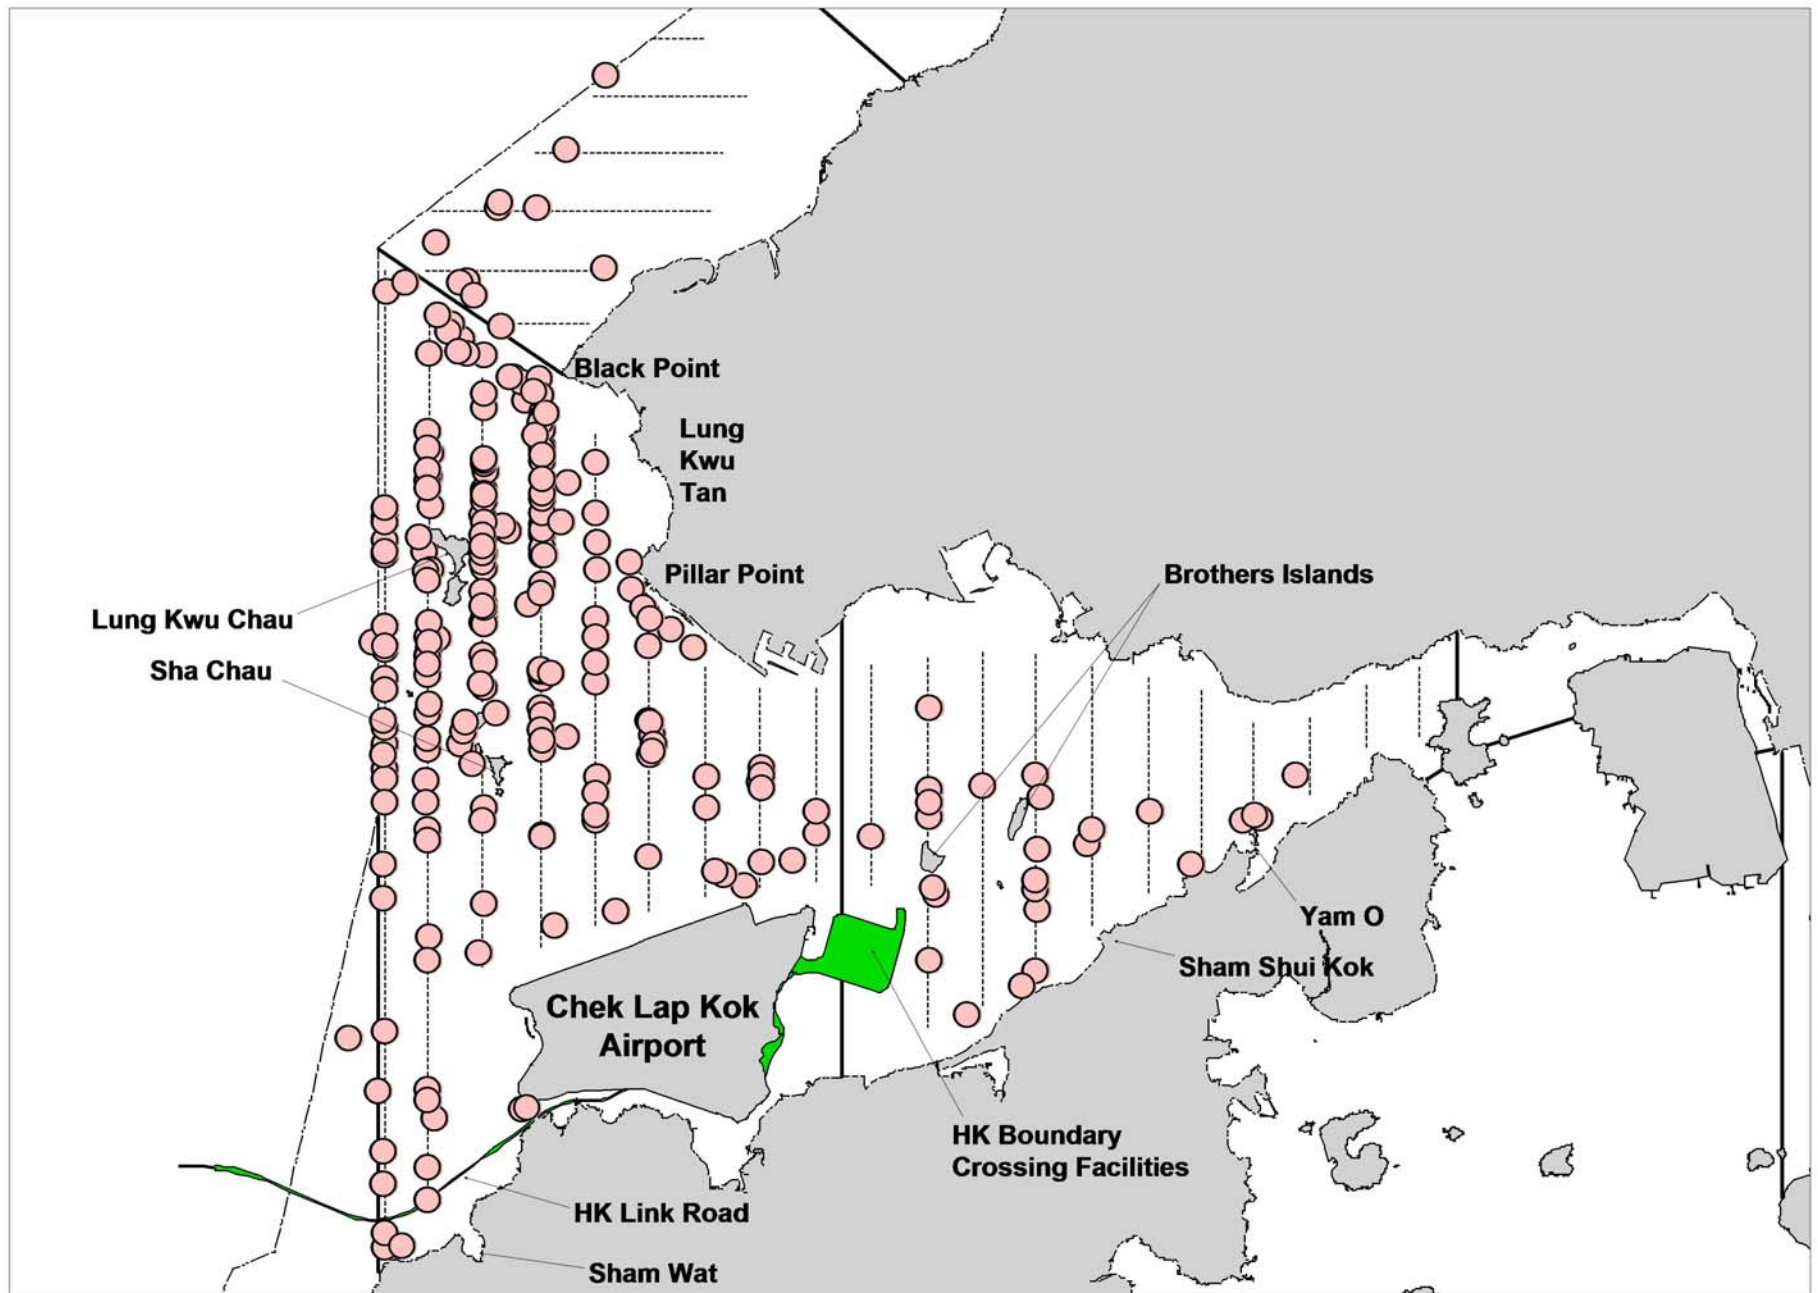 Black Point
Lung
Kwu
Tan
Pillar Point
Brothers Islands
Lung Kwu Chau
Sha Chau
Yam O
Sham Shui Kok
Chek Lap Kok
Airport
HK Boundary
Crossing Facilities
HK Link Road
Sham Wat